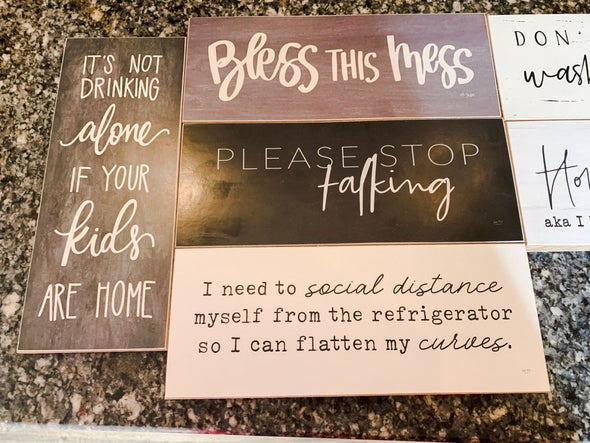 IT'S NOT
DRINKING
alone
IF YOUR
kids
ARE HOME
Bless THIS Mess
PLEASE STOP
talking
I need to social distance
myself from the refrigerator
so I can flatten my curves.
DON'
aka I